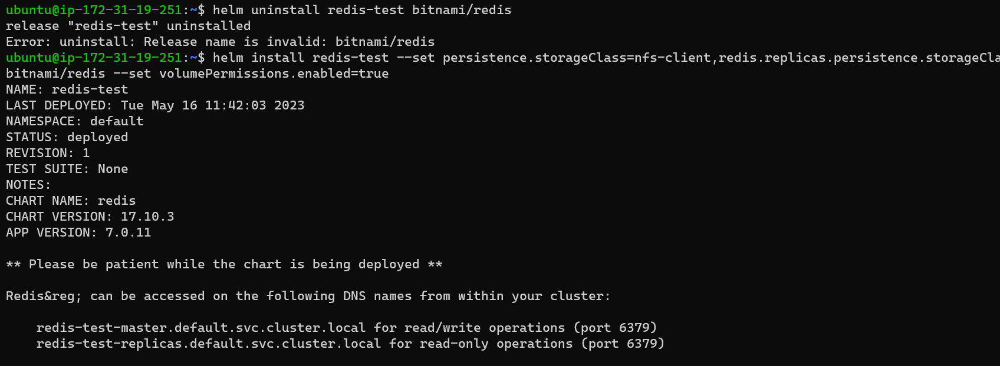 ubuntu@ip-172-31-19-251:~$ helm uninstall redis-test bitnami/redis
release "redis-test" uninstalled
Error: uninstall: Release name is invalid: bitnami/redis
ubuntu@ip-172-31-19-251:~$ helm install redis-test --set persistence.storageClass=nfs-client,redis.replicas.persistence.storageCla
bitnami/redis --set volumePermissions.enabled=true
NAME: redis-test
LAST DEPLOYED: Tue May 16 11:42:03 2023
NAMESPACE: default
STATUS: deployed
REVISION: 1
TEST SUITE: None
NOTES:
CHART NAME: redis
CHART VERSION: 17.10.3
APP VERSION: 7.0.11
** Please be patient while the chart is being deployed **
Redis&reg; can be accessed on the following DNS names from within your cluster:
redis-test-master.default.svc.cluster.local for read/write operations (port 6379)
redis-test-replicas.default.svc.cluster.local for read-only operations (port 6379)